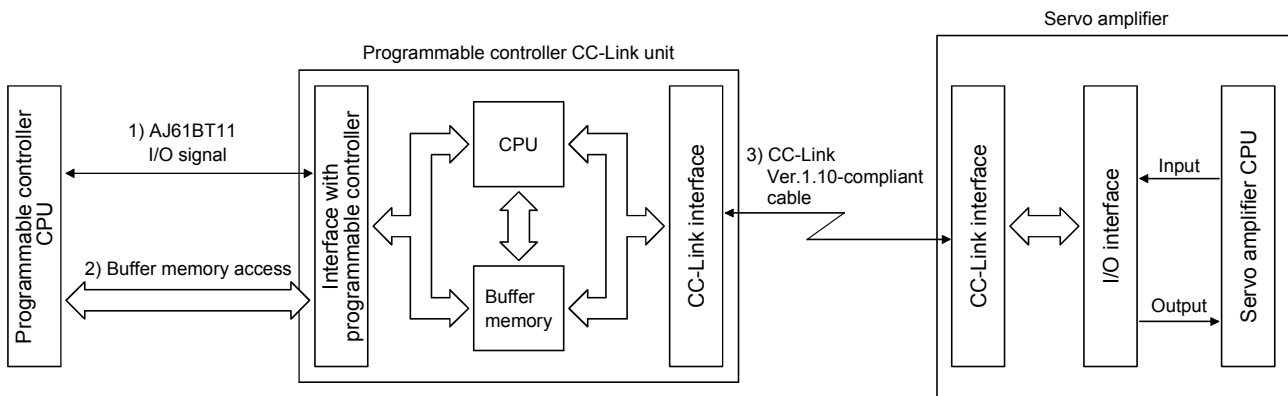 Servo amplifier
Programmable controller CC-Link unit
Programmable controller
CPU
1) AJ61BT11
I/O signal
2) Buffer memory access
Interface with
programmable controller
CPU
Buffer
memory
CC-Link interface
3) CC-Link
Ver.1.10-compliant
cable
CC-Link interface
I/O interface
Input
Output
Servo amplifier CPU